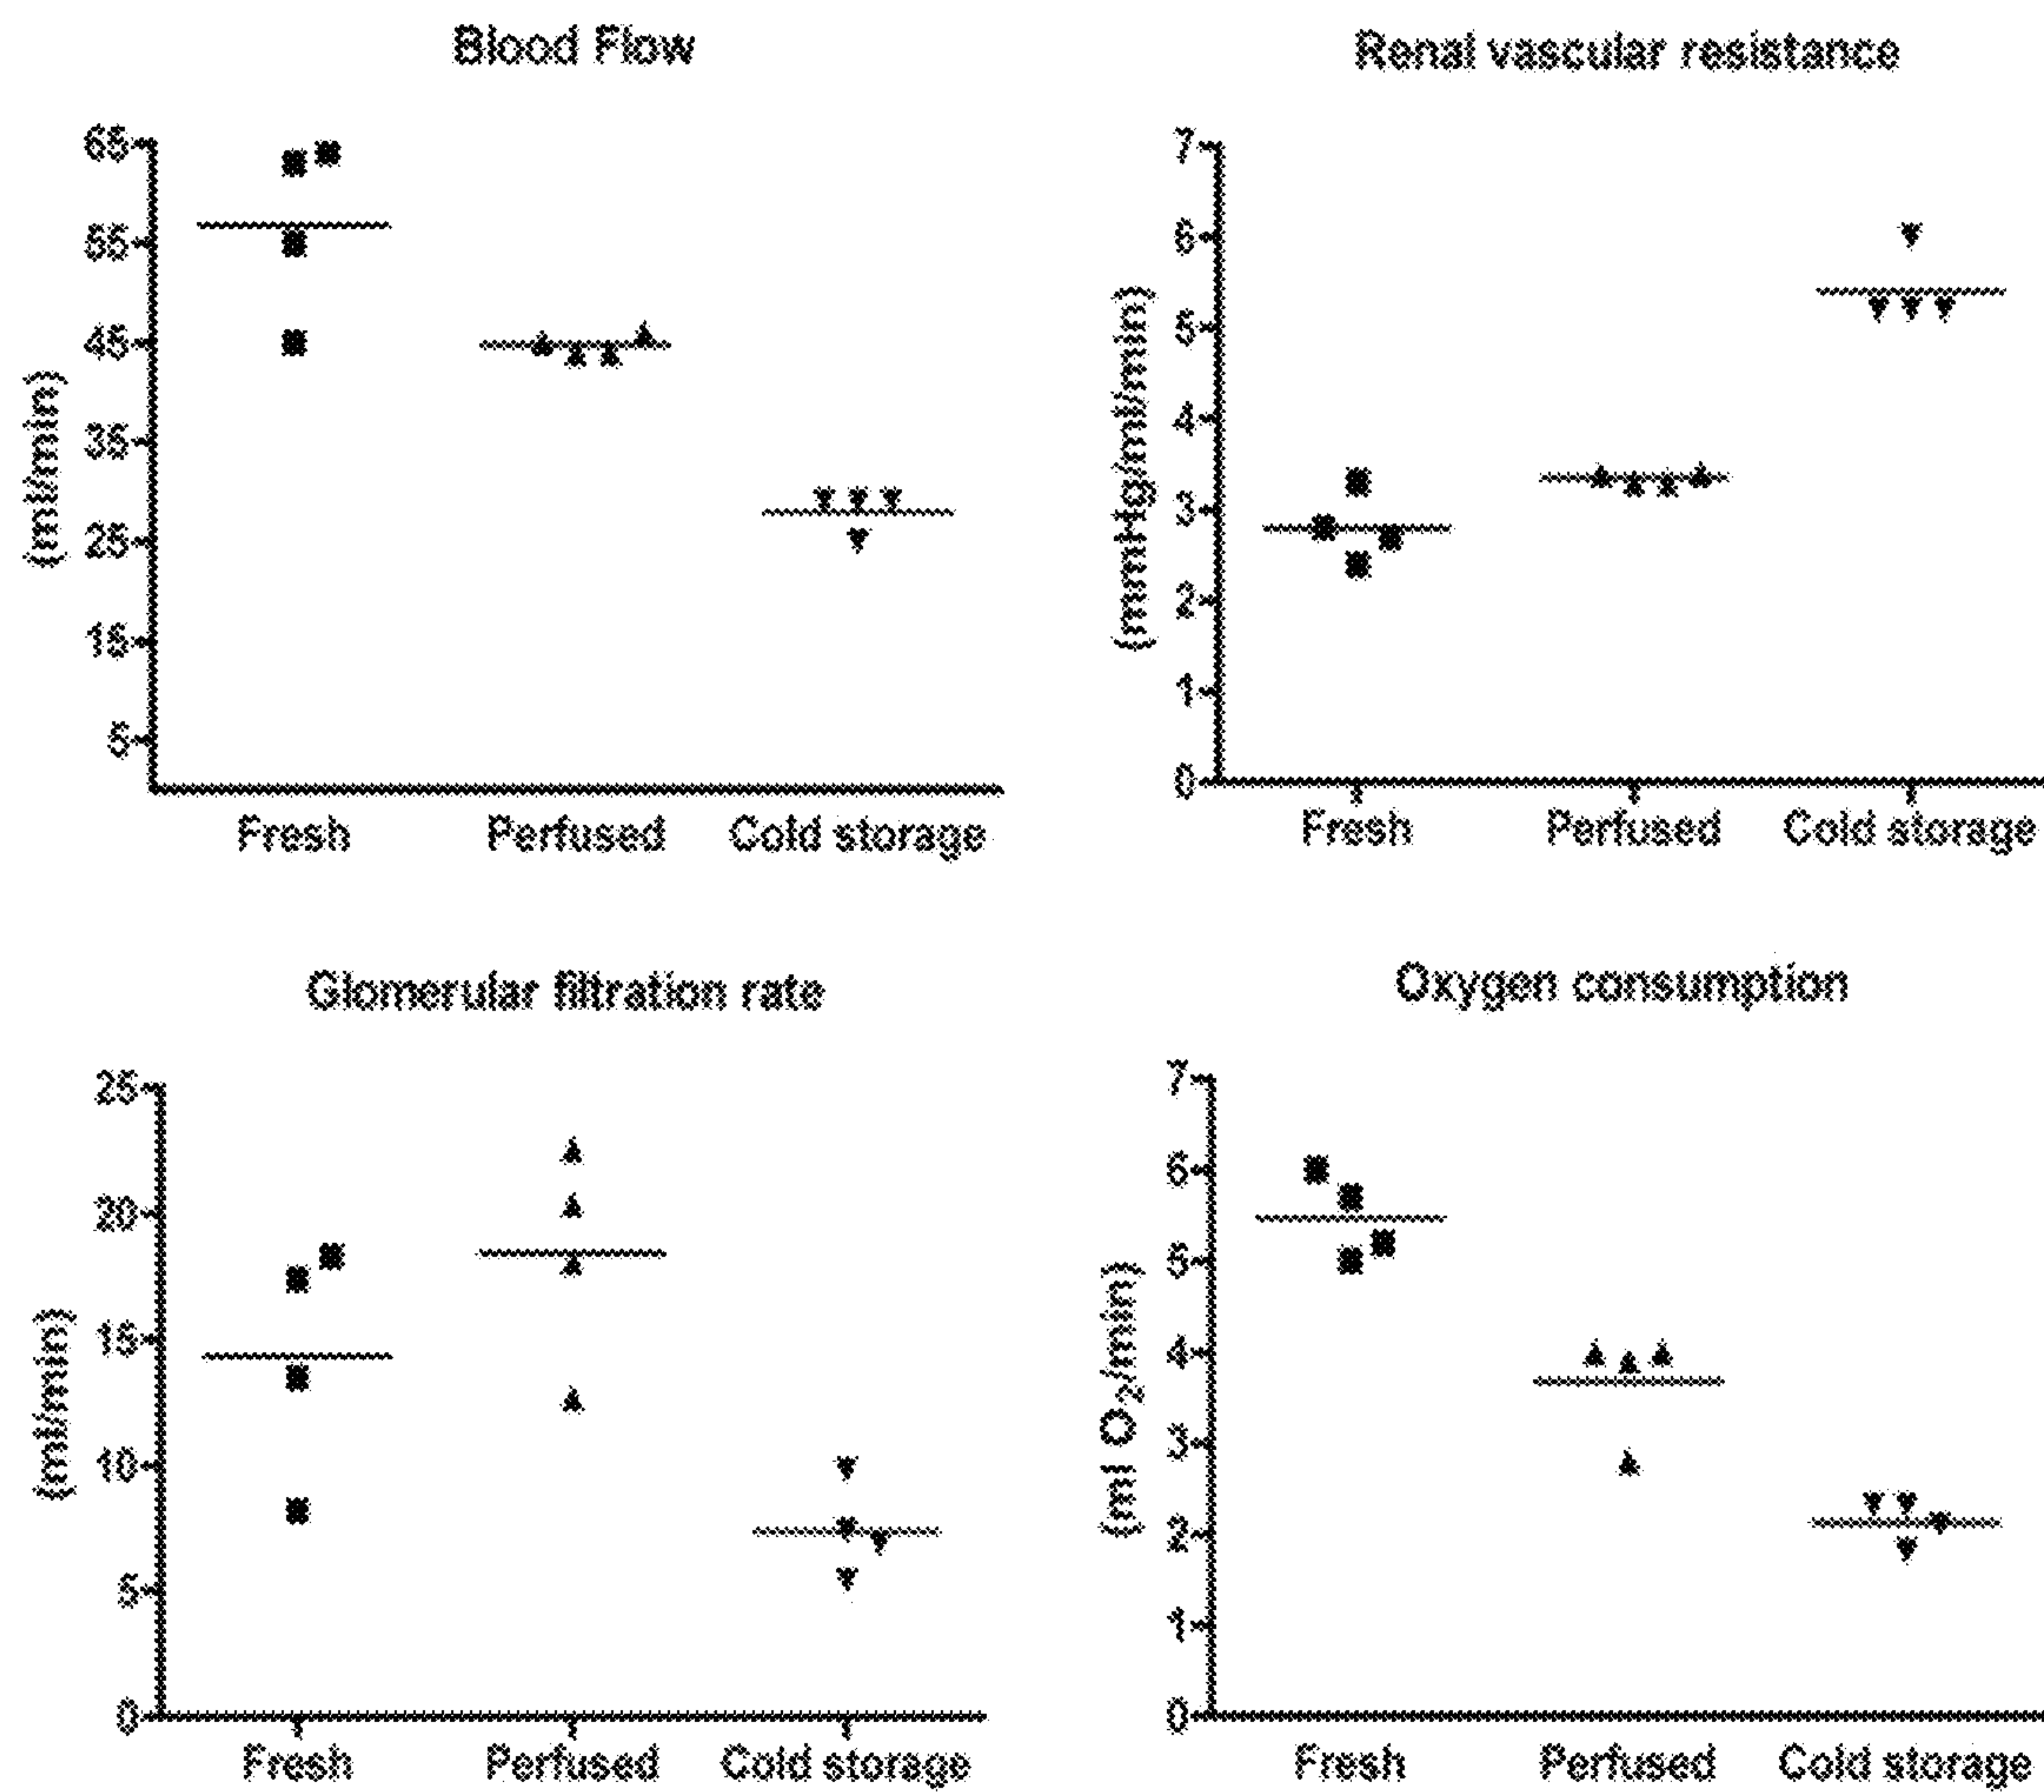 Blood Flow
65
55
45
35
25
15
5
(ml/min)
Fresh Perfused Cold storage
Renal vascular resistance
7
6
5
4
3
2
1
0
(mmHg/ml/min)
Fresh Perfused Cold storage
Glomerular filtration rate
25
20
15
10
5
0
(ml/min)
Fresh Perfused Cold storage
Oxygen consumption
7
6
5
4
3
2
1
0
(ml O₂/min)
Fresh Perfused Cold storage